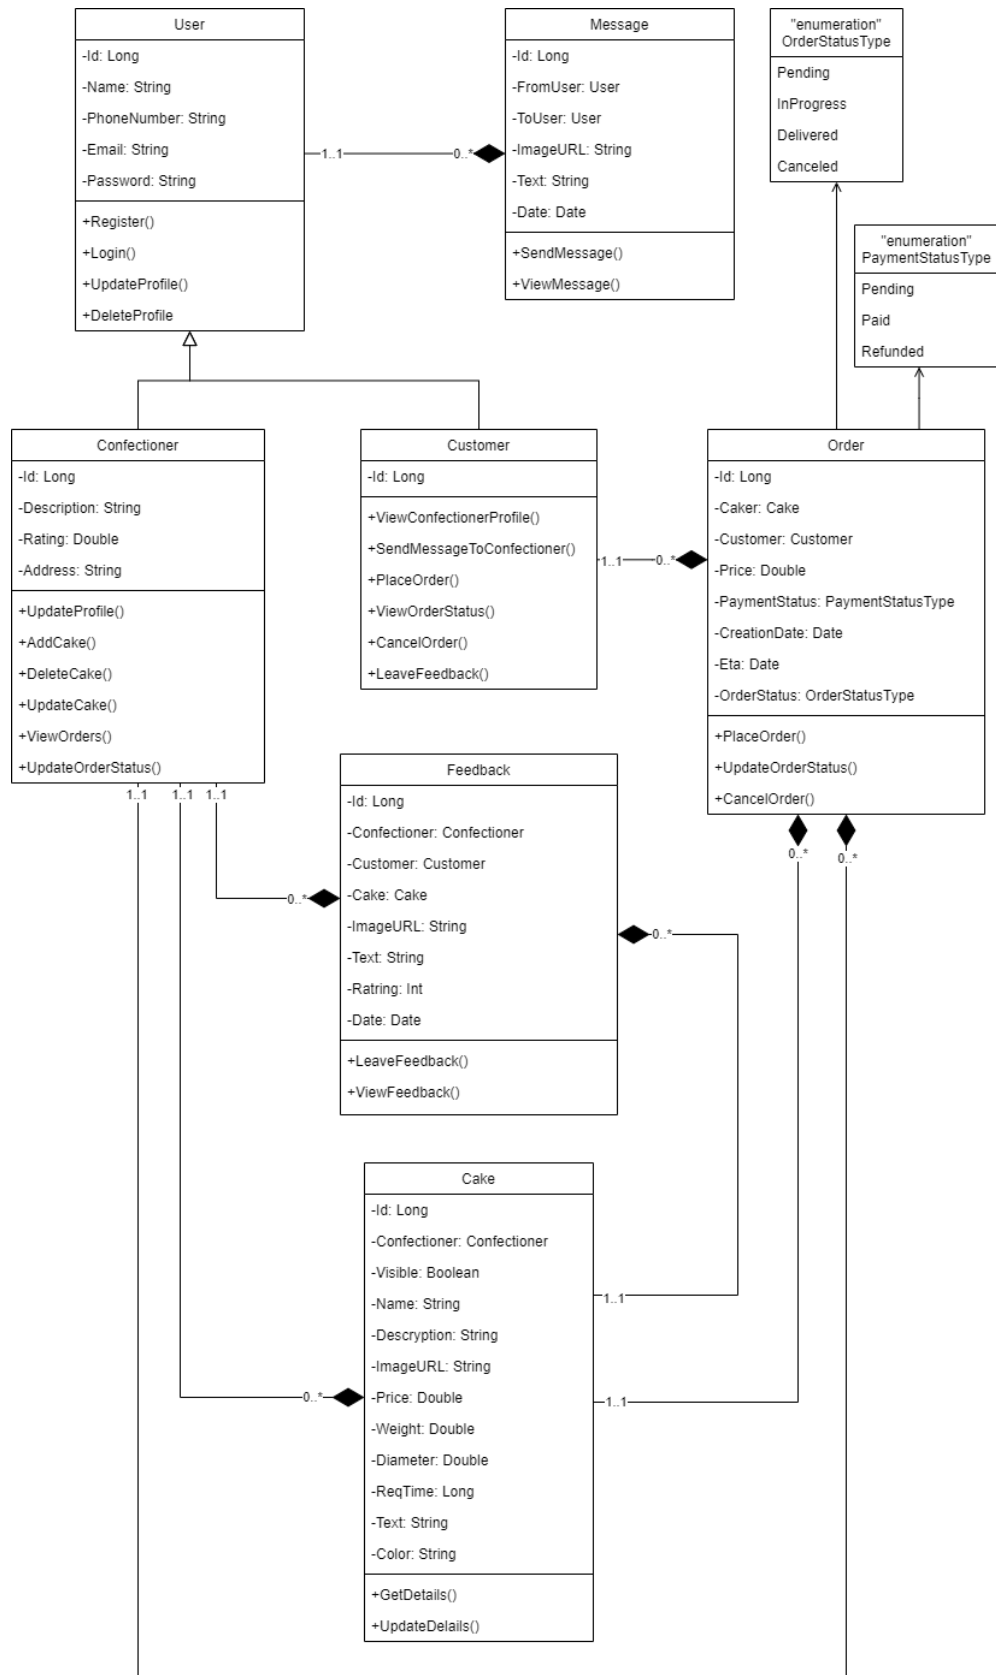 User
-Id: Long
-Name: String
-PhoneNumber: String
-Email: String
-Password: String
+Register()
+Login()
+UpdateProfile()
+DeleteProfile
1..1
0..*
Message
-Id: Long
-FromUser: User
-ToUser: User
-ImageURL: String
-Text: String
-Date: Date
+SendMessage()
+ViewMessage()
"enumeration"
OrderStatusType
Pending
InProgress
Delivered
Canceled
"enumeration"
PaymentStatusType
Pending
Paid
Refunded
Confectioner
-Id: Long
-Description: String
-Rating: Double
-Address: String
+UpdateProfile()
+AddCake()
+DeleteCake()
+UpdateCake()
+ViewOrders()
+UpdateOrderStatus()
1..1
1..1
1..1
Customer
-Id: Long
+ViewConfectionerProfile()
+SendMessageToConfectioner()
+PlaceOrder()
+ViewOrderStatus()
+CancelOrder()
+LeaveFeedback()
1..1
0..*
Order
-Id: Long
-Caker: Cake
-Customer: Customer
-Price: Double
-PaymentStatus: PaymentStatusType
-CreationDate: Date
-Eta: Date
-OrderStatus: OrderStatusType
+PlaceOrder()
+UpdateOrderStatus()
+CancelOrder()
0..*
0..*
Feedback
-Id: Long
-Confectioner: Confectioner
-Customer: Customer
-Cake: Cake
-ImageURL: String
-Text: String
-Ratring: Int
-Date: Date
+LeaveFeedback()
+ViewFeedback()
0..*
0..*
Cake
-Id: Long
-Confectioner: Confectioner
-Visible: Boolean
-Name: String
-Descryption: String
-ImageURL: String
-Price: Double
-Weight: Double
-Diameter: Double
-ReqTime: Long
-Text: String
-Color: String
+GetDetails()
+UpdateDelails()
0..*
1..1
1..1